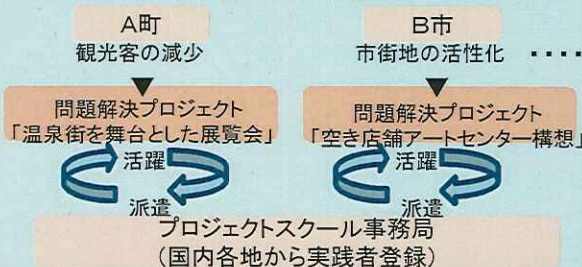 A町
観光客の減少
問題解決プロジェクト
「温泉街を舞台とした展覧会」
活躍
派遣
B市
市街地の活性化 ・・・・
問題解決プロジェクト
「空き店舗アートセンター構想」
活躍
派遣
プロジェクトスクール事務局
(国内各地から実践者登録)